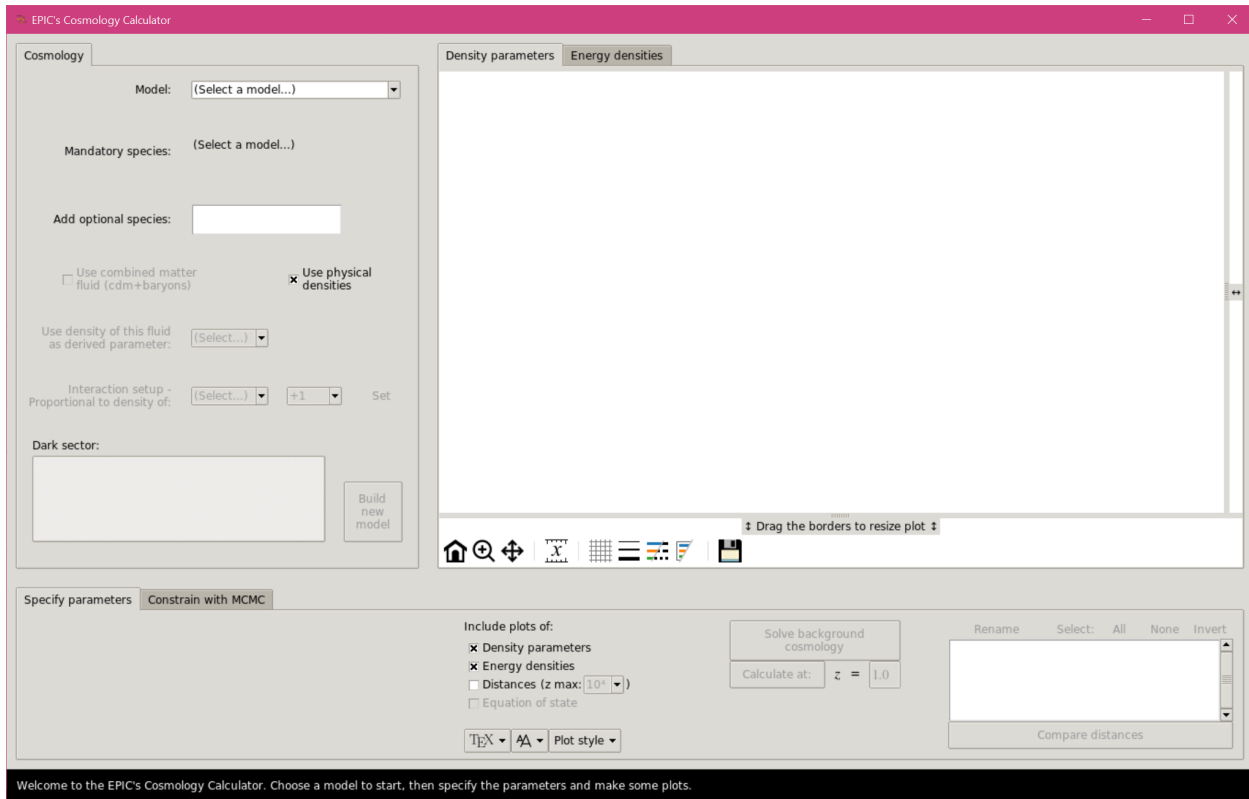 EPIC's Cosmology Calculator
Cosmology
Model:
(Select a model...)
Mandatory species:
(Select a model...)
Add optional species:
Use combined matter
fluid (cdm+baryons)
Use physical
densities
Use density of this fluid
as derived parameter:
(Select...)
Interaction setup -
Proportional to density of:
(Select...)
+1
Set
Dark sector:
Build
new
model
Density parameters
Energy densities
↕ Drag the borders to resize plot ↕
x
Specify parameters
Constrain with MCMC
Include plots of:
Density parameters
Energy densities
Distances (z max: 10⁴ )
Equation of state
TEX
AA
Plot style
Solve background
cosmology
Calculate at:
z = 1.0
Rename
Select:
All
None
Invert
Compare distances
Welcome to the EPIC's Cosmology Calculator. Choose a model to start, then specify the parameters and make some plots.